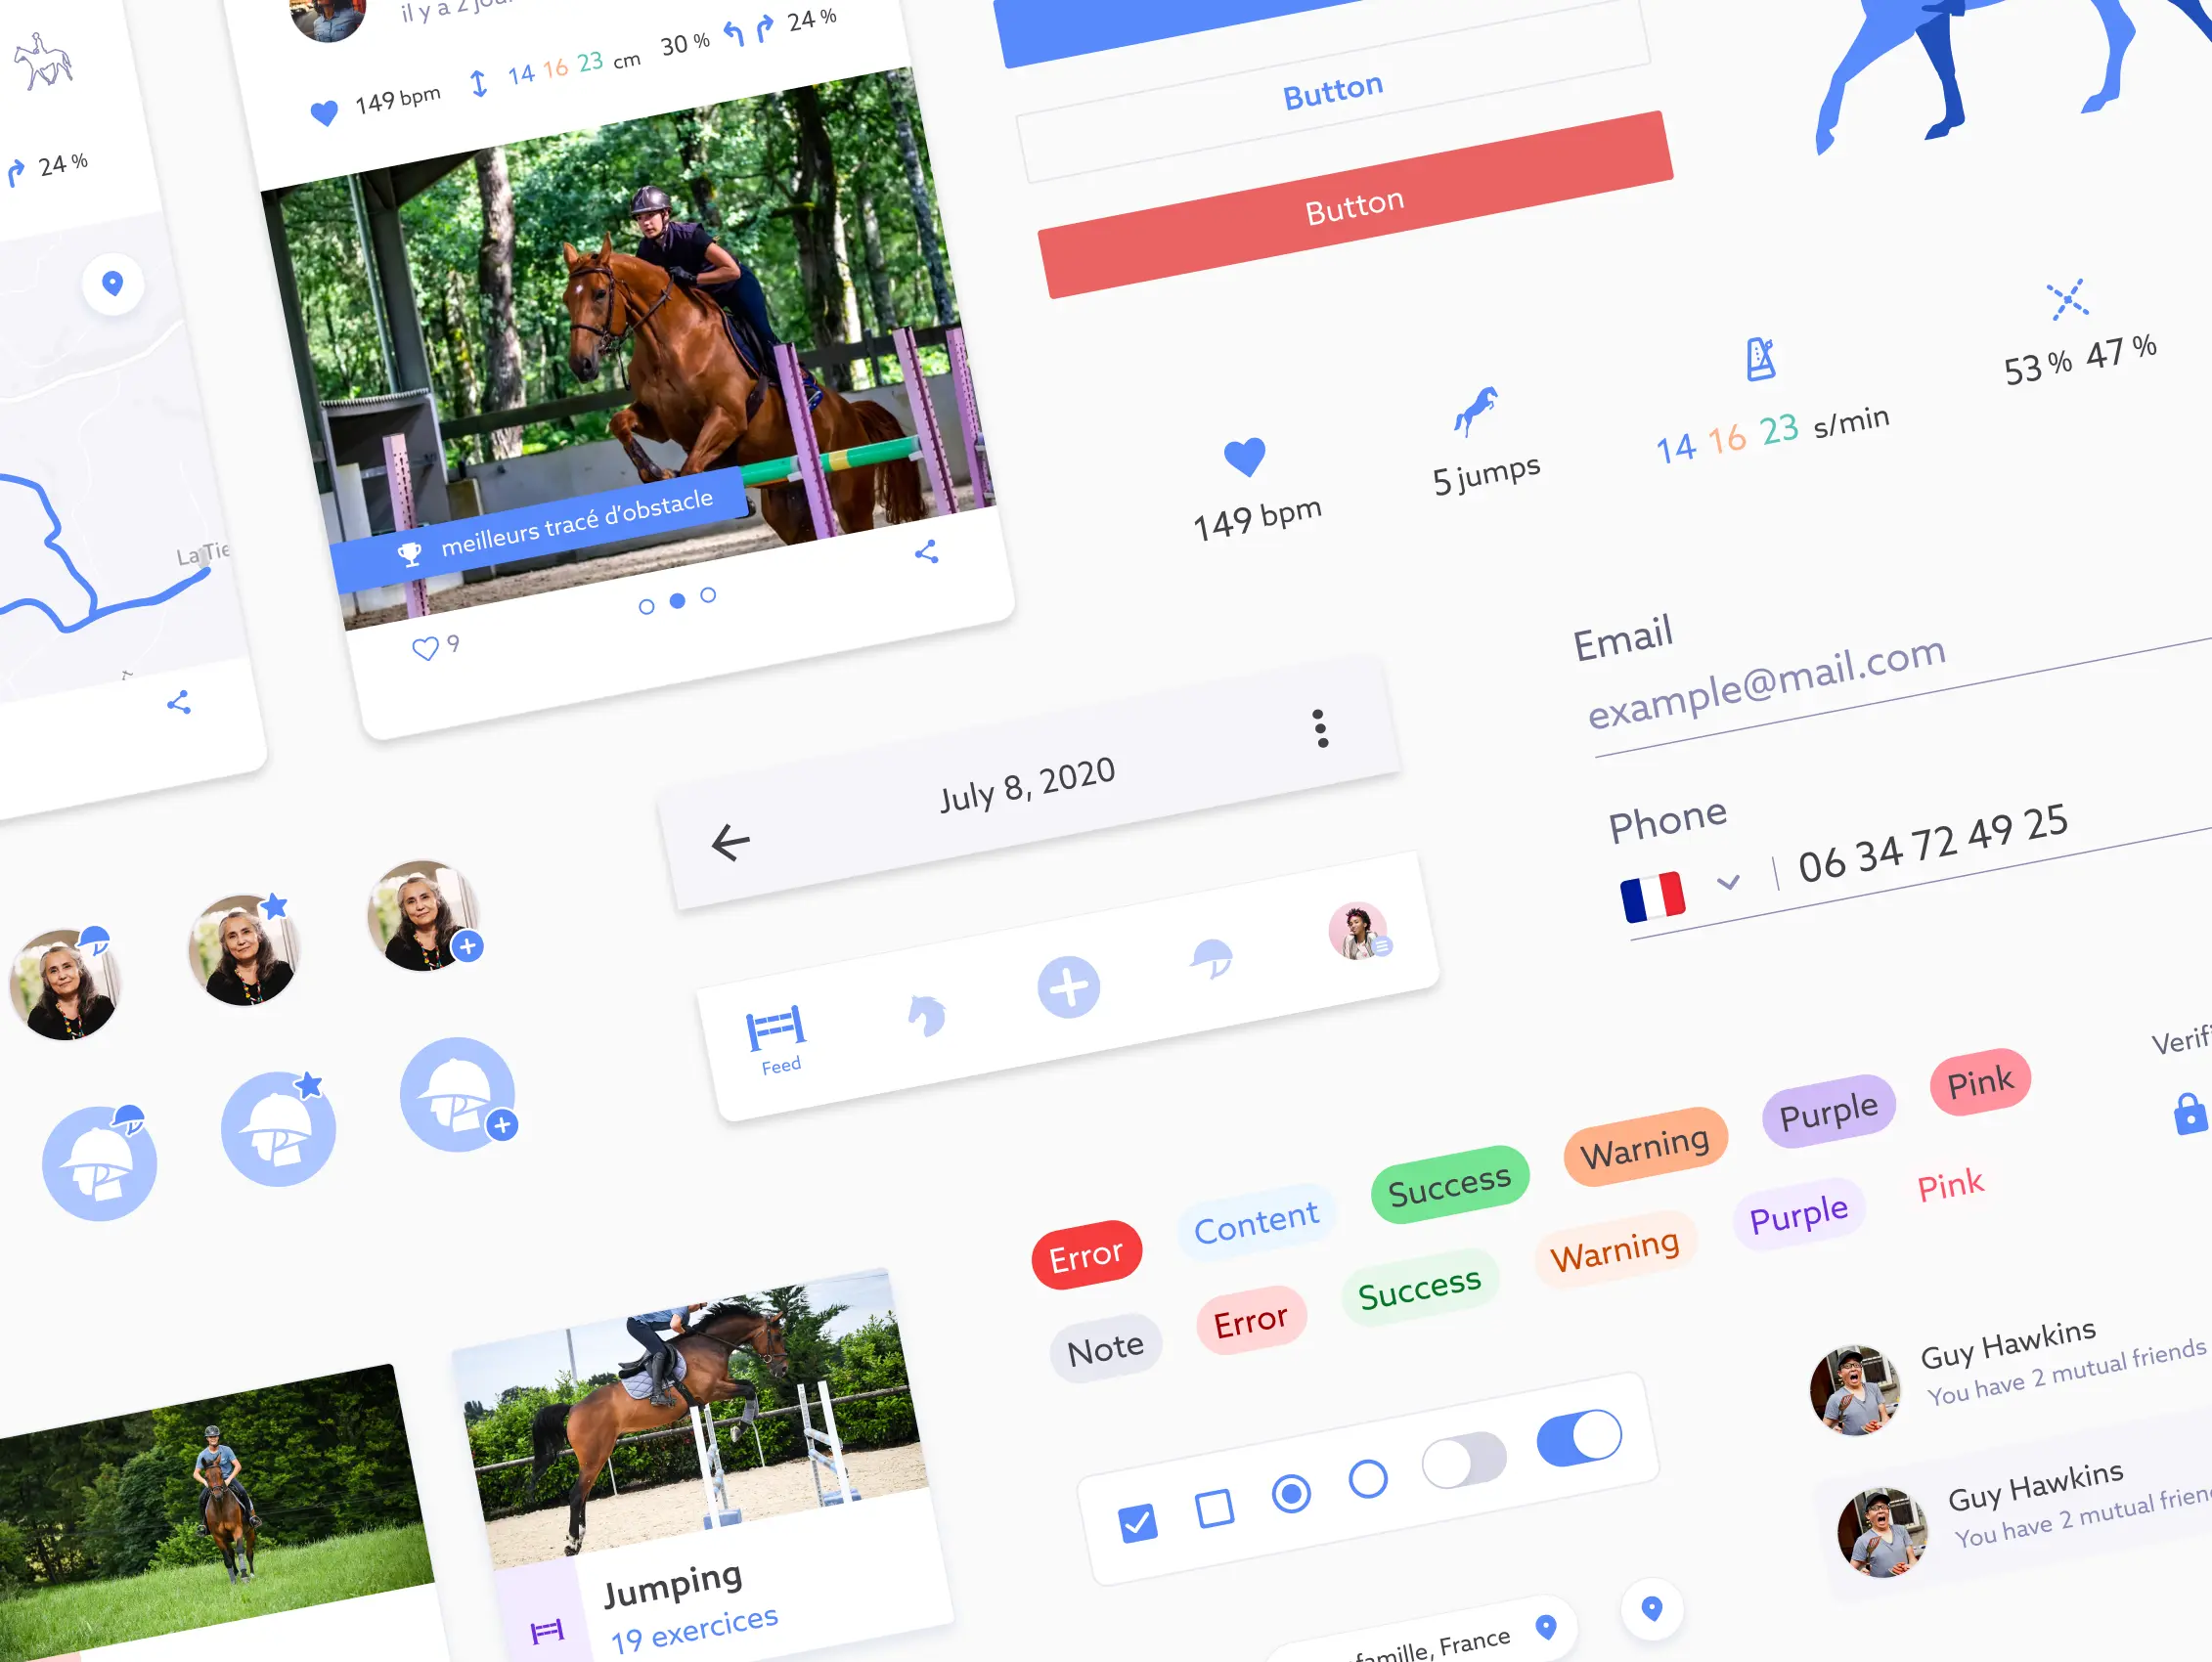 24 %
La Tie
il y a 2 jour
149 bpm
14 16 23 cm
30 %
24 %
meilleurs tracé d'obstacle
9
Button
Button
149 bpm
5 jumps
14 16 23 s/min
53 % 47 %
Email
example@mail.com
Phone
06 34 72 49 25
July 8, 2020
Feed
Verif
Error
Content
Success
Warning
Purple
Pink
Note
Error
Success
Warning
Purple
Pink
Guy Hawkins
You have 2 mutual friends
Guy Hawkins
You have 2 mutual frien
Jumping
19 exercices
famille, France